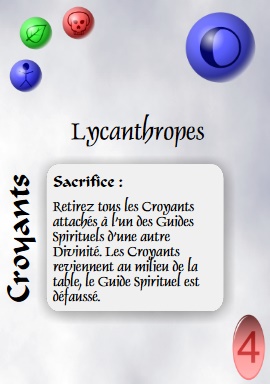 Lycanthropes
Croyants
Sacrifice :
Retirez tous les Croyants
attachés à l'un des Guides
Spirituels d'une autre
Divinité. Les Croyants
reviennent au milieu de la
table, le Guide Spirituel est
défaussé.
4